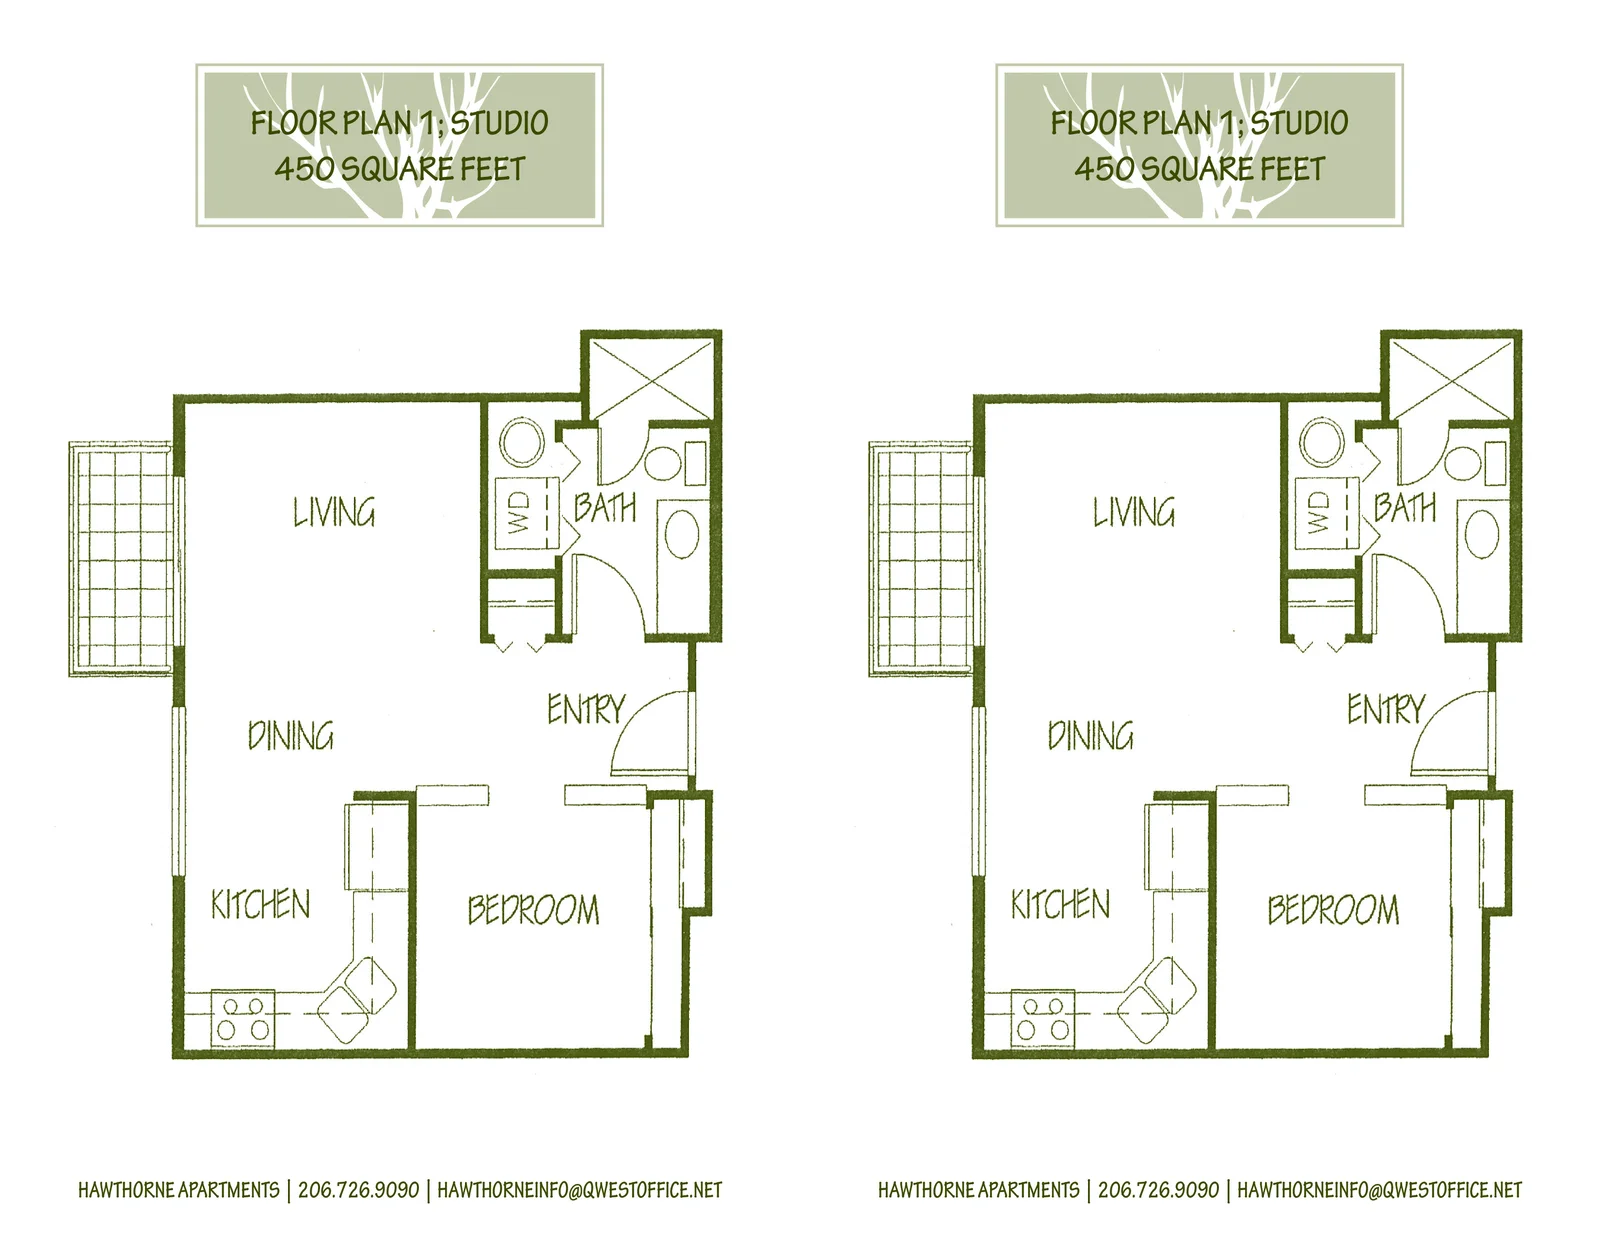 FLOOR PLAN 1; STUDIO
450 SQUARE FEET
LIVING
WD
BATH
ENTRY
DINING
KITCHEN
BEDROOM
HAWTHORNE APARTMENTS | 206.726.9090 | HAWTHORNEINFO@QWESTOFFICE.NET
FLOOR PLAN 1; STUDIO
450 SQUARE FEET
LIVING
WD
BATH
ENTRY
DINING
KITCHEN
BEDROOM
HAWTHORNE APARTMENTS | 206.726.9090 | HAWTHORNEINFO@QWESTOFFICE.NET